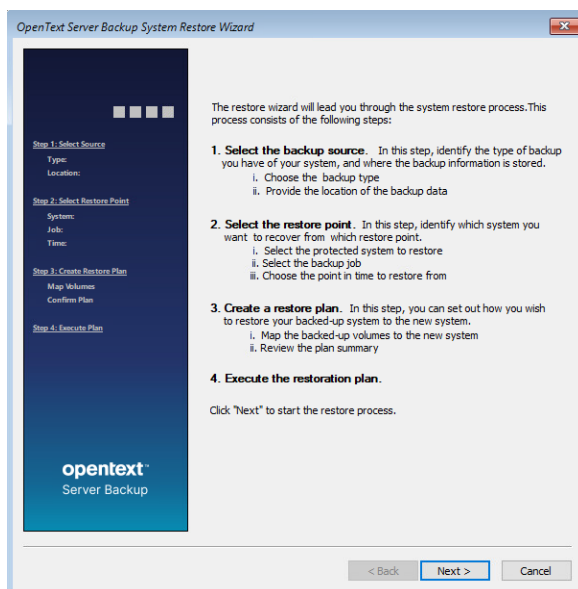 OpenText Server Backup System Restore Wizard
Step 1: Select Source
Type:
Location:
Step 2: Select Restore Point
System:
Job:
Time:
Step 3: Create Restore Plan
Map Volumes
Confirm Plan
Step 4: Execute Plan
opentext™
Server Backup
The restore wizard will lead you through the system restore process.This
process consists of the following steps:
1. Select the backup source. In this step, identify the type of backup
you have of your system, and where the backup information is stored.
i. Choose the backup type
ii. Provide the location of the backup data
2. Select the restore point. In this step, identify which system you
want to recover from which restore point.
i. Select the protected system to restore
ii. Select the backup job
iii. Choose the point in time to restore from
3. Create a restore plan. In this step, you can set out how you wish
to restore your backed-up system to the new system.
i. Map the backed-up volumes to the new system
ii. Review the plan summary
4. Execute the restoration plan.
Click "Next" to start the restore process.
< Back
Next >
Cancel